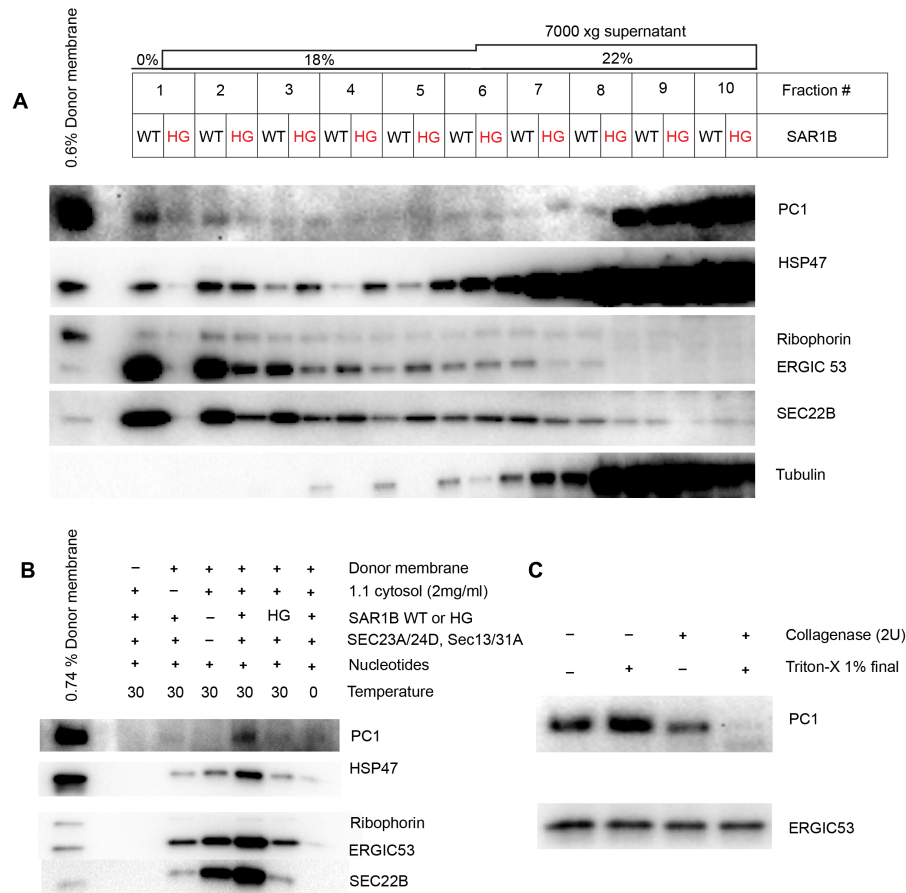 7000 xg supernatant
0% 18% 22%
A
0.6% Donor membrane
1 2 3 4 5 6 7 8 9 10 Fraction #
WT HG WT HG WT HG WT HG WT HG WT HG WT HG WT HG WT HG WT HG SAR1B
PC1
HSP47
Ribophorin
ERGIC 53
SEC22B
Tubulin
B
0.74 % Donor membrane
– + + + + + Donor membrane
+ – + + + + 1.1 cytosol (2mg/ml)
+ + – + HG + SAR1B WT or HG
+ + – + + + SEC23A/24D, Sec13/31A
+ + + + + + Nucleotides
30 30 30 30 30 0 Temperature
PC1
HSP47
Ribophorin
ERGIC53
SEC22B
C
– – + + Collagenase (2U)
– + – + Triton-X 1% final
PC1
ERGIC53